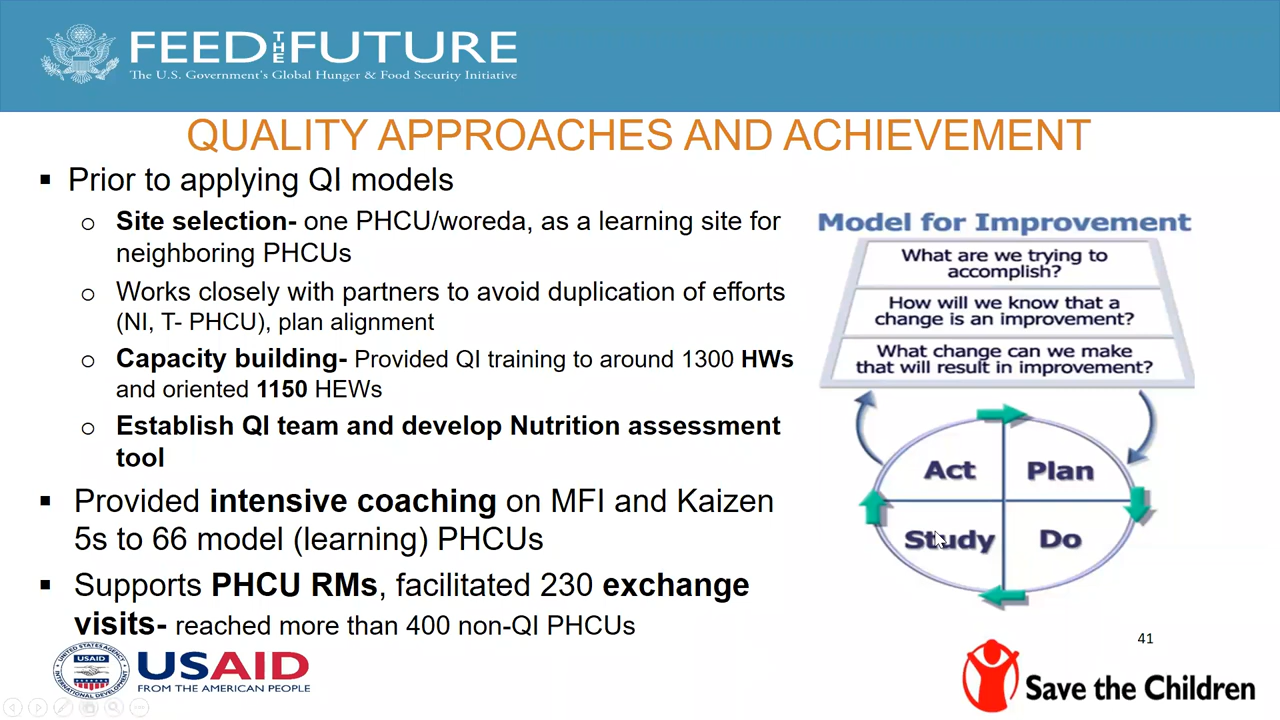 FEED THE FUTURE
The U.S. Government's Global Hunger & Food Security Initiative
QUALITY APPROACHES AND ACHIEVEMENT
▪ Prior to applying QI models
o Site selection- one PHCU/woreda, as a learning site for
neighboring PHCUs
o Works closely with partners to avoid duplication of efforts
(NI, T- PHCU), plan alignment
o Capacity building- Provided QI training to around 1300 HWs
and oriented 1150 HEWs
o Establish QI team and develop Nutrition assessment
tool
▪ Provided intensive coaching on MFI and Kaizen
5s to 66 model (learning) PHCUs
▪ Supports PHCU RMs, facilitated 230 exchange
visits- reached more than 400 non-QI PHCUs
Model for Improvement
What are we trying to
accomplish?
How will we know that a
change is an improvement?
What change can we make
that will result in improvement?
Act
Plan
Study
Do
41
UNITED STATES AGENCY
USAID
INTERNATIONAL DEVELOPMENT
USAID
FROM THE AMERICAN PEOPLE
Save the Children